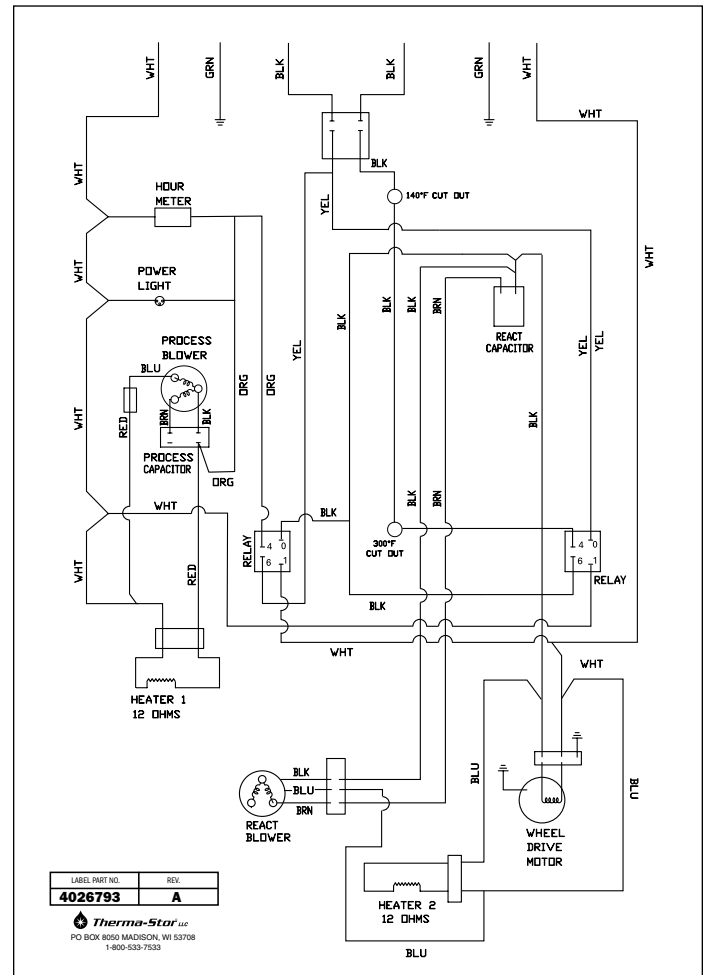 WHT
GRN
BLK
BLK
GRN
WHT
WHT
WHT
BLK
HOUR
METER
140°F CUT OUT
YEL
WHT
WHT
POWER
LIGHT
BLK
BLK
BLK
BRN
REACT
CAPACITOR
PROCESS
BLOWER
YEL
YEL
YEL
BLU
ORG
ORG
RED
BRN
BLK
WHT
BLK
PROCESS
CAPACITOR
ORG
BLK
BRN
WHT
BLK
RELAY
4 0
6 1
300°F
CUT OUT
4 0
6 1
RELAY
RED
WHT
BLK
WHT
WHT
HEATER 1
12 OHMS
BLK
BLU
BRN
REACT
BLOWER
BLU
BLU
WHEEL
DRIVE
MOTOR
HEATER 2
12 OHMS
BLU
LABEL PART NO. REV.
4026793 A
Therma-Stor LLC
PO BOX 8050 MADISON, WI 53708
1-800-533-7533